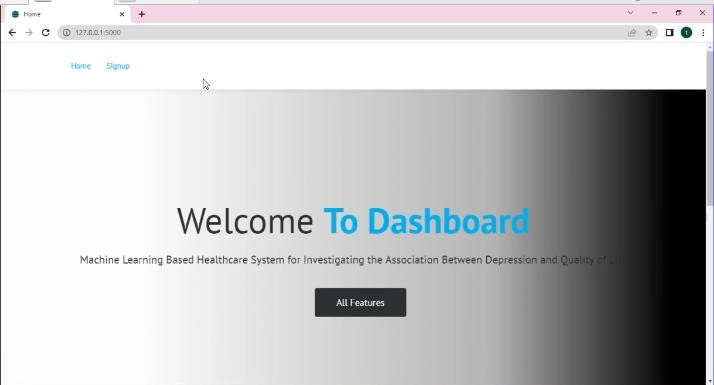 Home
127.0.0.1:5000
t
Home Signup
Welcome To Dashboard
Machine Learning Based Healthcare System for Investigating the Association Between Depression and Quality of
All Features